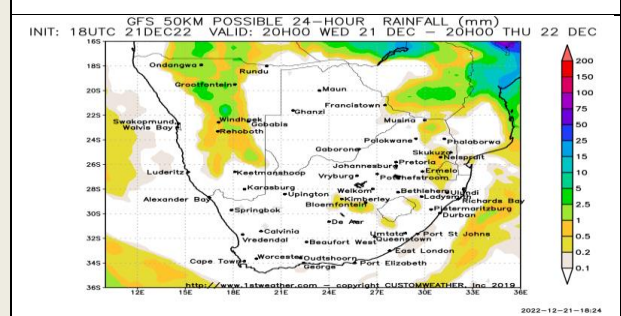 GFS 50KM POSSIBLE 24-HOUR RAINFALL (mm)
INIT: 18UTC 21DEC22 VALID: 20H00 WED 21 DEC - 20H00 THU 22 DEC
16S
18S
20S
22S
24S
26S
28S
30S
32S
34S
36S
Ondangwa
Rundu
Grootfontein
Maun
Francistown
Ghanzi
Windhoek
Gobabis
Swakopmund
Walvis Bay
Rehoboth
Musina
Polokwane
Phalaborwa
Gaborone
Skukuza
Nelspruit
Pretoria
Johannesburg
Luderitz
Keetmanshoop
Vryburg
Ermelo
Karasburg
Upington
Welkom
Kimberley
Bethlehem
Ulundi
Ladysmith
Alexander Bay
Bloemfontein
Richards Bay
Springbok
Pietermaritzburg
Durban
De Aar
Calvinia
Umtata
Port St Johns
Vredendal
Beaufort West
Queenstown
East London
Cape Town
Worcester
Oudtshoorn
George
Port Elizabeth
http://www.1stweather.com - copyright CUSTOMWEATHER, Inc 2019
12E 15E 18E 21E 24E 27E 30E 33E 36E
200
150
100
75
50
25
15
10
5
2.5
1
0.5
0.2
0.1
2022-12-21-18:24